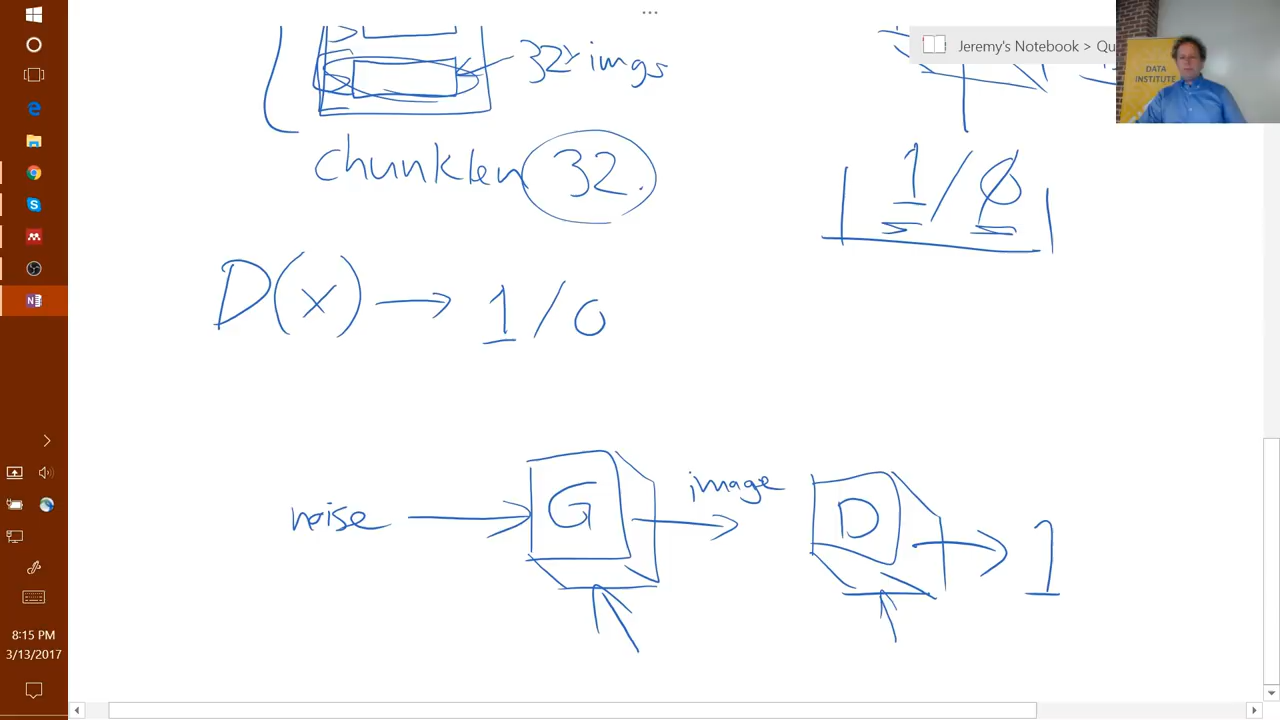 Jeremy's Notebook > Qu
DATA
INSTITUTE
32 imgs
chunklen 32.
1/0
D(x) → 1/0
noise → G → image D → 1
8:15 PM
3/13/2017